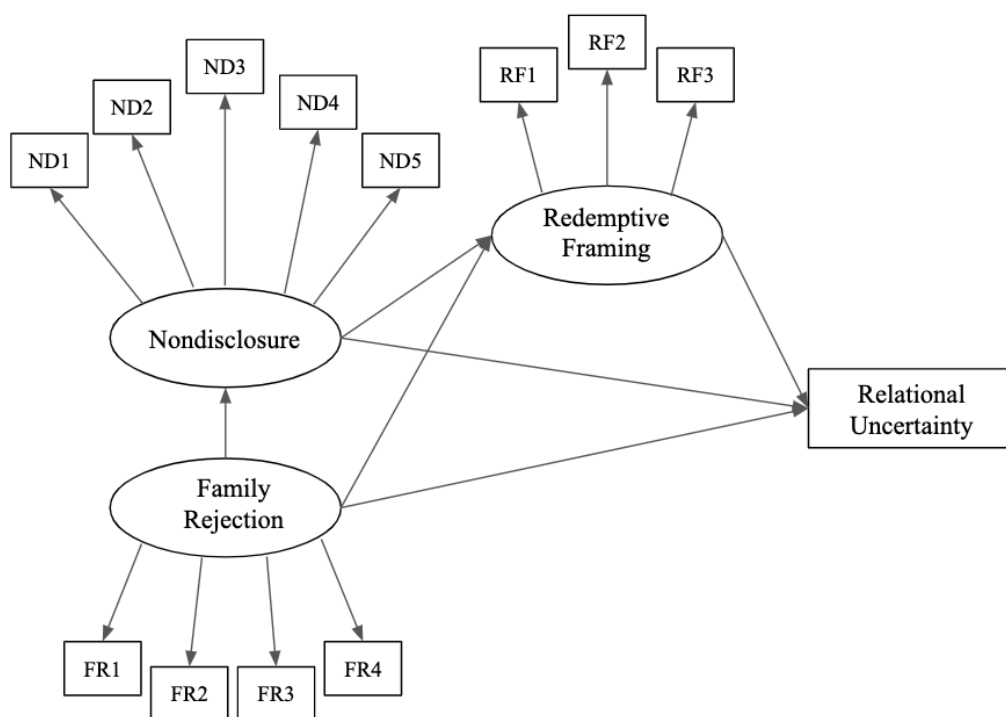 RF2
ND3
RF1
RF3
ND2
ND4
ND1
ND5
Redemptive
Framing
Nondisclosure
Relational
Uncertainty
Family
Rejection
FR1
FR2
FR3
FR4